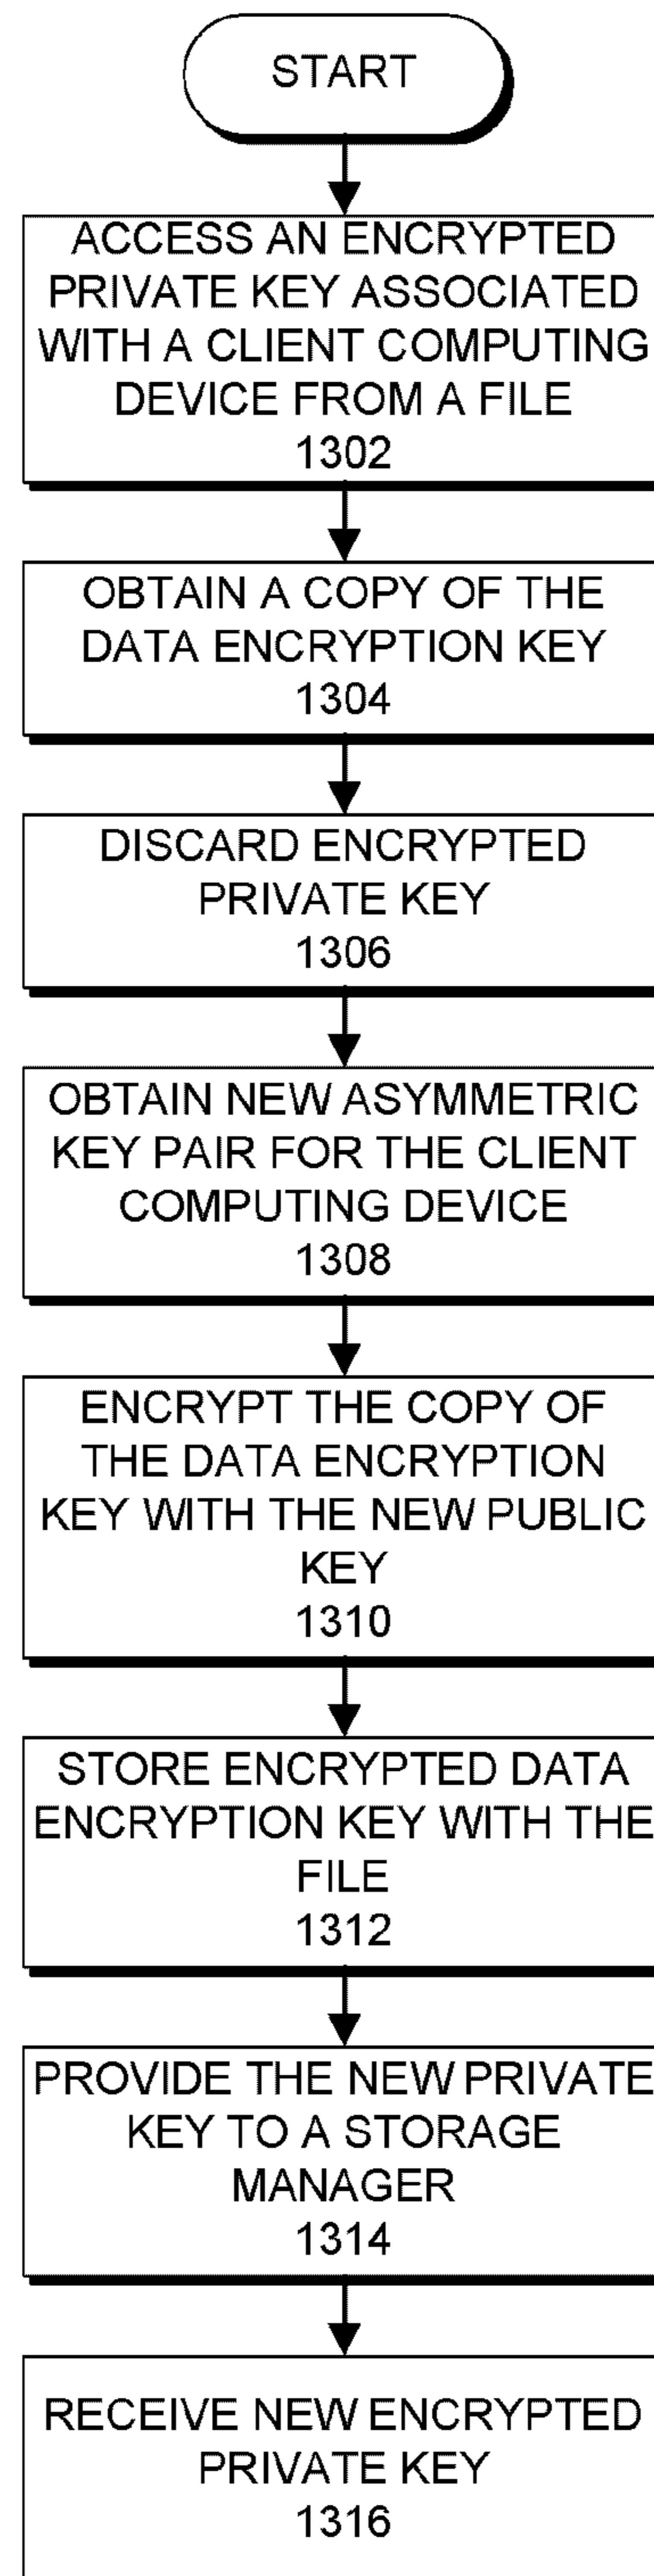 START
ACCESS AN ENCRYPTED
PRIVATE KEY ASSOCIATED
WITH A CLIENT COMPUTING
DEVICE FROM A FILE
1302
OBTAIN A COPY OF THE
DATA ENCRYPTION KEY
1304
DISCARD ENCRYPTED
PRIVATE KEY
1306
OBTAIN NEW ASYMMETRIC
KEY PAIR FOR THE CLIENT
COMPUTING DEVICE
1308
ENCRYPT THE COPY OF
THE DATA ENCRYPTION
KEY WITH THE NEW PUBLIC
KEY
1310
STORE ENCRYPTED DATA
ENCRYPTION KEY WITH THE
FILE
1312
PROVIDE THE NEW PRIVATE
KEY TO A STORAGE
MANAGER
1314
RECEIVE NEW ENCRYPTED
PRIVATE KEY
1316